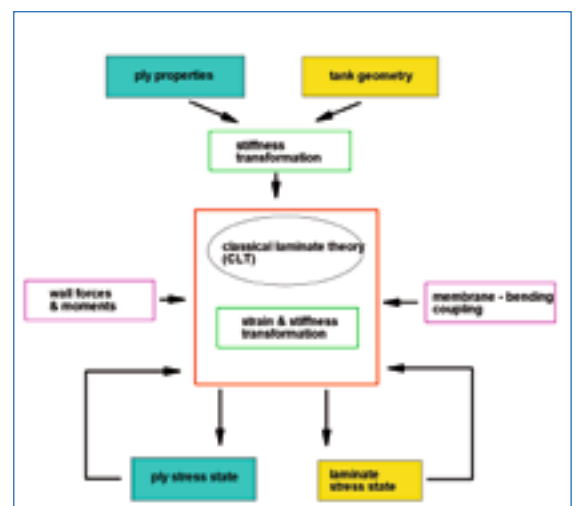 ply properties
tank geometry
stiffness
transformation
classical laminate theory
(CLT)
wall forces
& moments
membrane - bending
coupling
strain & stiffness
transformation
ply stress state
laminate
stress state